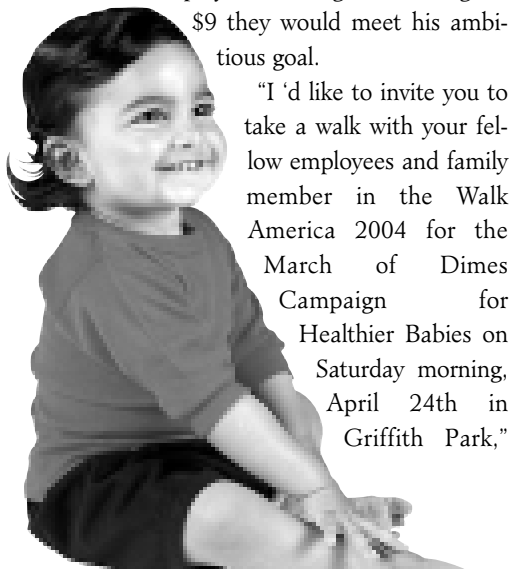 $9 they would meet his ambi-
tious goal.
“I ‘d like to invite you to
take a walk with your fel-
low employees and family
member in the Walk
America 2004 for the
March of Dimes
Campaign for
Healthier Babies on
Saturday morning,
April 24th in
Griffith Park,”